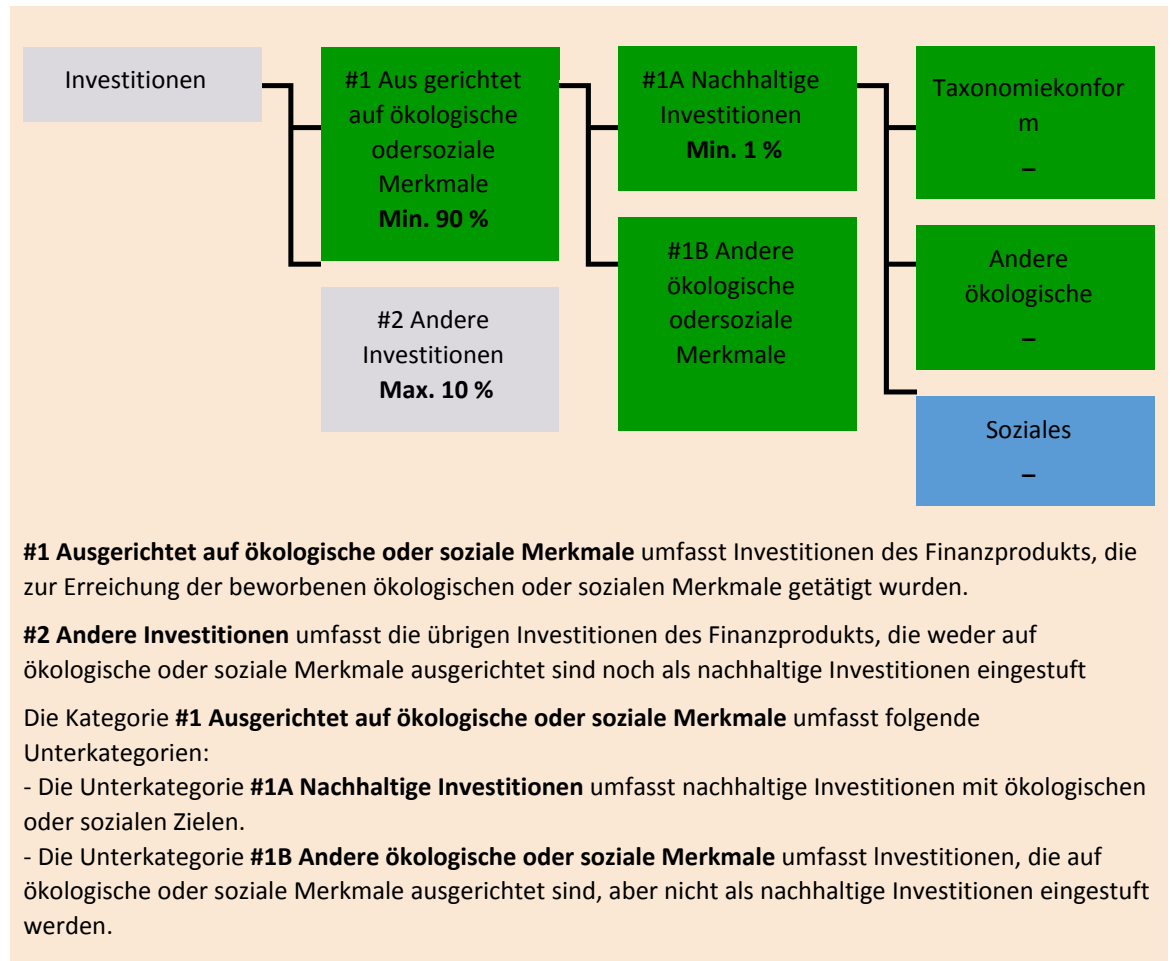 Investitionen
#1 Aus gerichtet
auf ökologische
odersoziale
Merkmale
Min. 90 %
#2 Andere
Investitionen
Max. 10 %
#1A Nachhaltige
Investitionen
Min. 1 %
#1B Andere
ökologische
odersoziale
Merkmale
Taxonomiekonfor
m
–
Andere
ökologische
–
Soziales
–
#1 Ausgerichtet auf ökologische oder soziale Merkmale umfasst Investitionen des Finanzprodukts, die
zur Erreichung der beworbenen ökologischen oder sozialen Merkmale getätigt wurden.
#2 Andere Investitionen umfasst die übrigen Investitionen des Finanzprodukts, die weder auf
ökologische oder soziale Merkmale ausgerichtet sind noch als nachhaltige Investitionen eingestuft
Die Kategorie #1 Ausgerichtet auf ökologische oder soziale Merkmale umfasst folgende
Unterkategorien:
- Die Unterkategorie #1A Nachhaltige Investitionen umfasst nachhaltige Investitionen mit ökologischen
oder sozialen Zielen.
- Die Unterkategorie #1B Andere ökologische oder soziale Merkmale umfasst lnvestitionen, die auf
ökologische oder soziale Merkmale ausgerichtet sind, aber nicht als nachhaltige Investitionen eingestuft
werden.